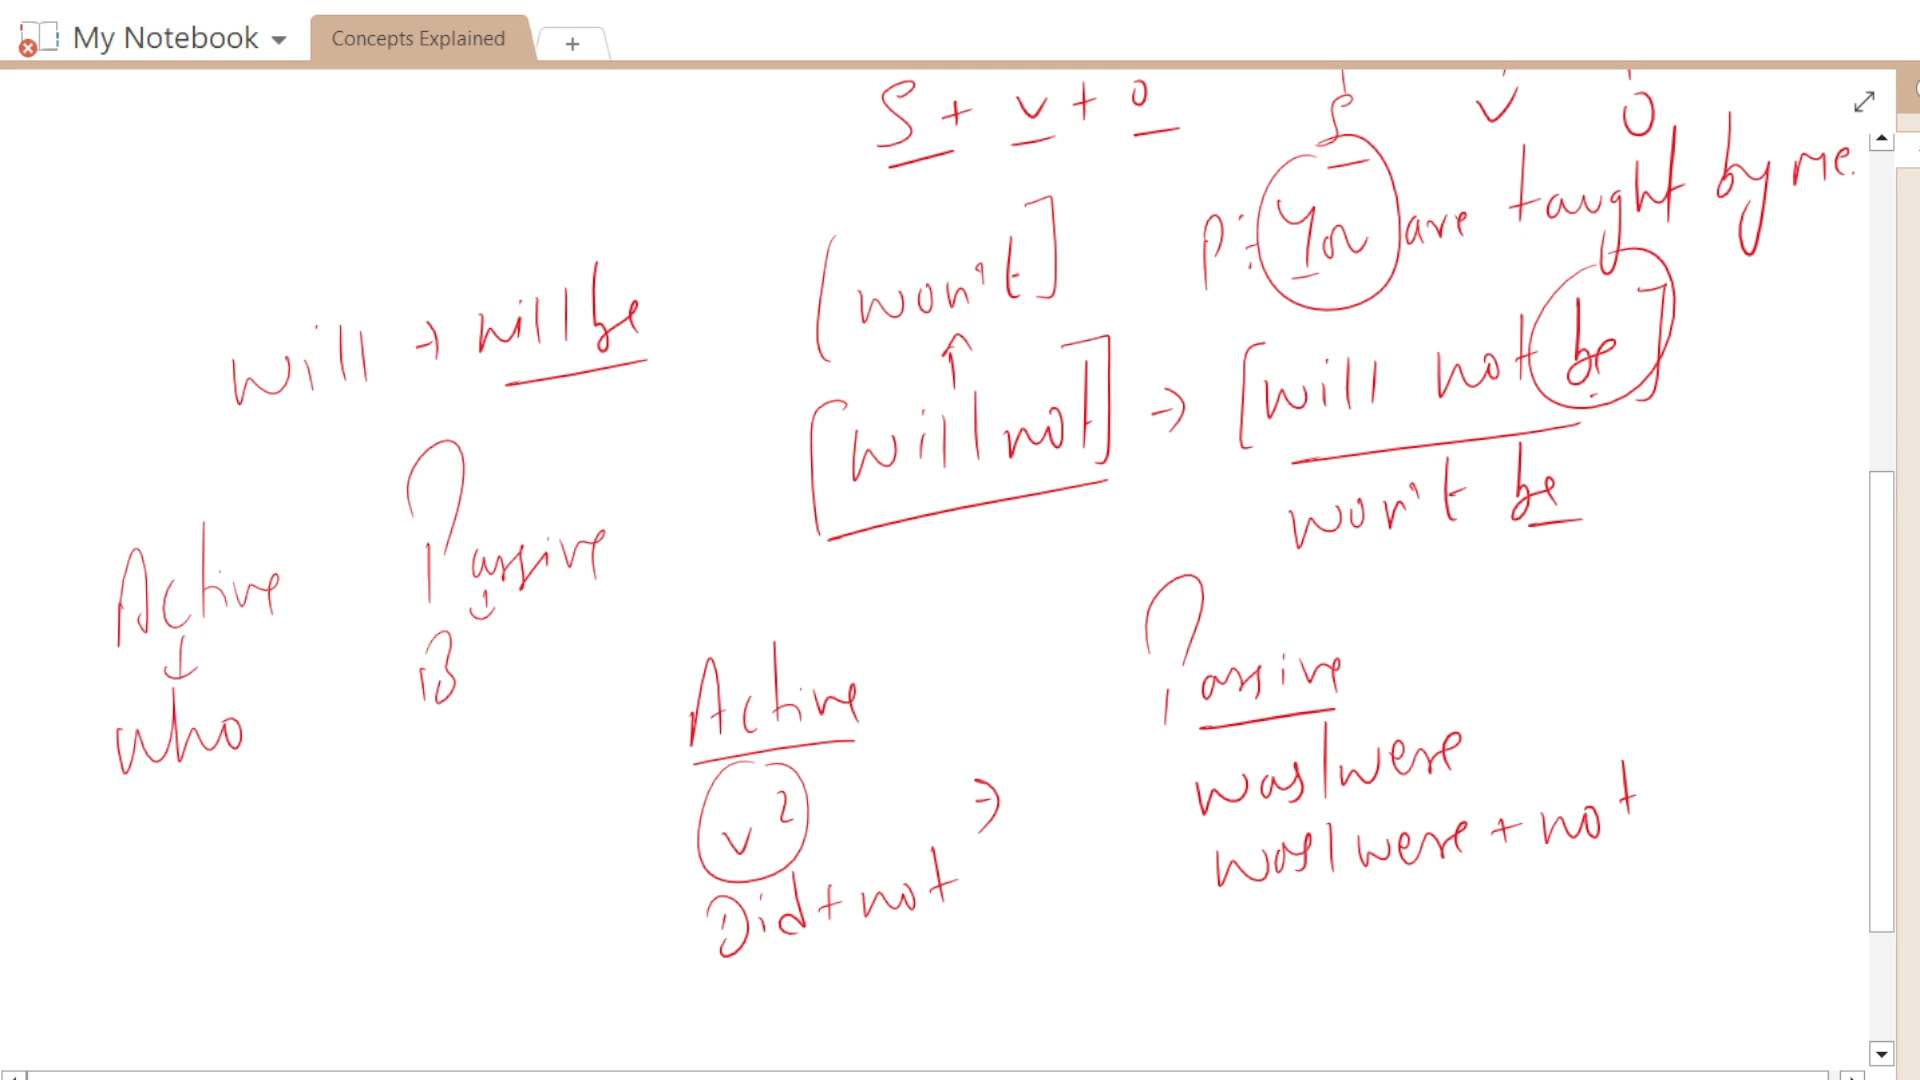 My Notebook
Concepts Explained
+
S + v + o
S v o
P: You are taught by me.
will → will be
(won't]
↑
[will not] → [will not be]
won't be
Active Passive
↓ ↓
who B
Active Passive
v² → was/were
Did + not was/were + not